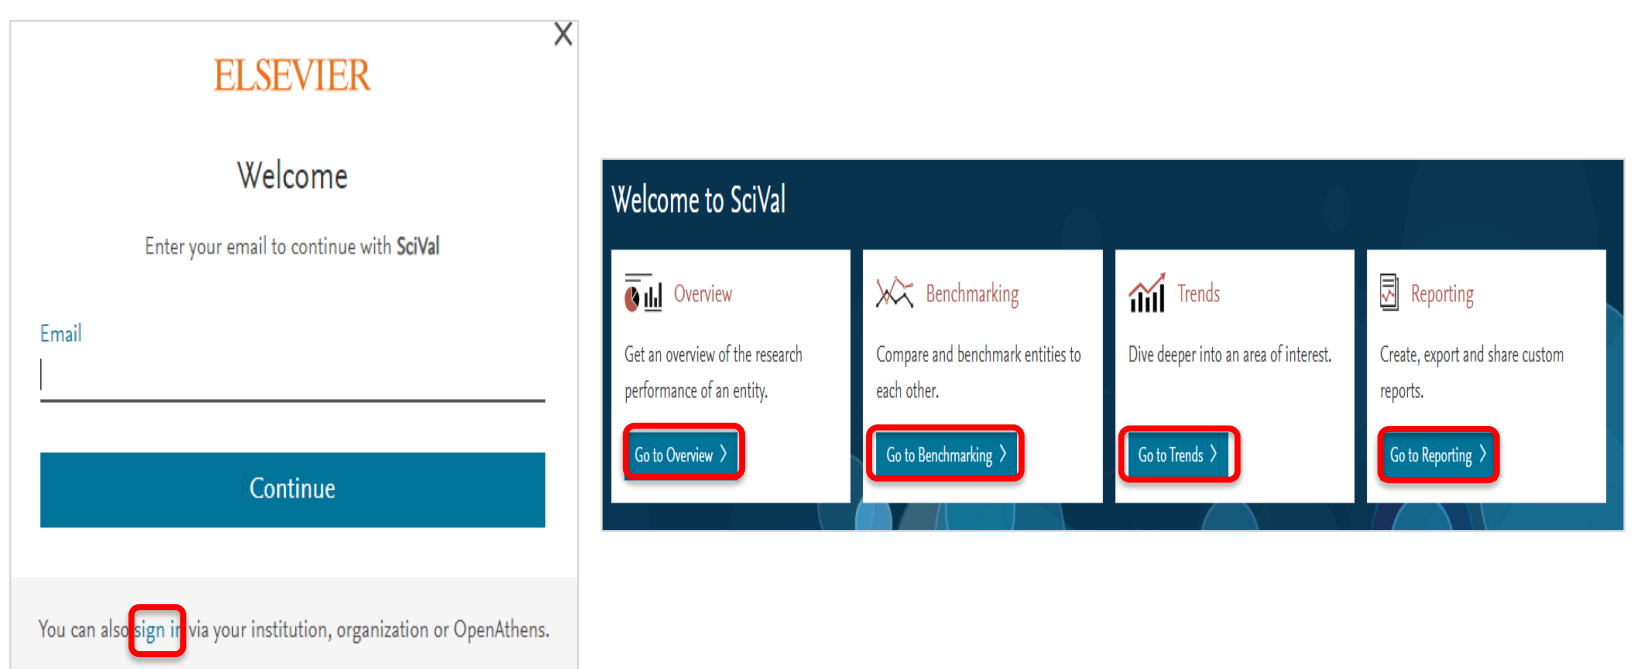 X
ELSEVIER
Welcome
Enter your email to continue with SciVal
Email
Continue
You can also sign in via your institution, organization or OpenAthens.
Welcome to SciVal
Overview
Get an overview of the research
performance of an entity.
Go to Overview >
Benchmarking
Compare and benchmark entities to
each other.
Go to Benchmarking >
Trends
Dive deeper into an area of interest.
Go to Trends >
Reporting
Create, export and share custom
reports.
Go to Reporting >